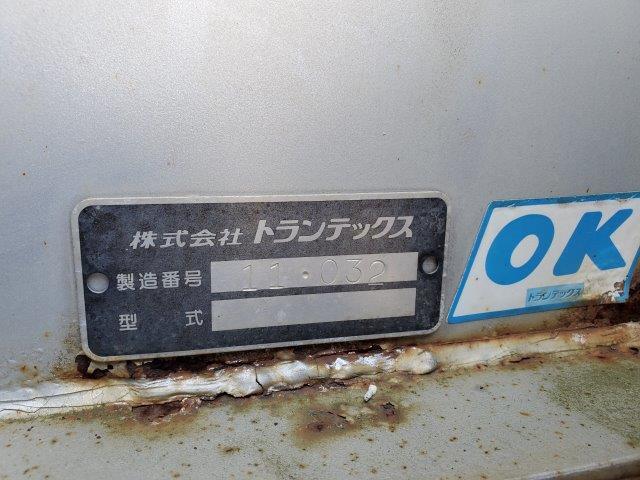 株式会社 トランテックス
製造番号 11・032
型式
OK
トランテックス